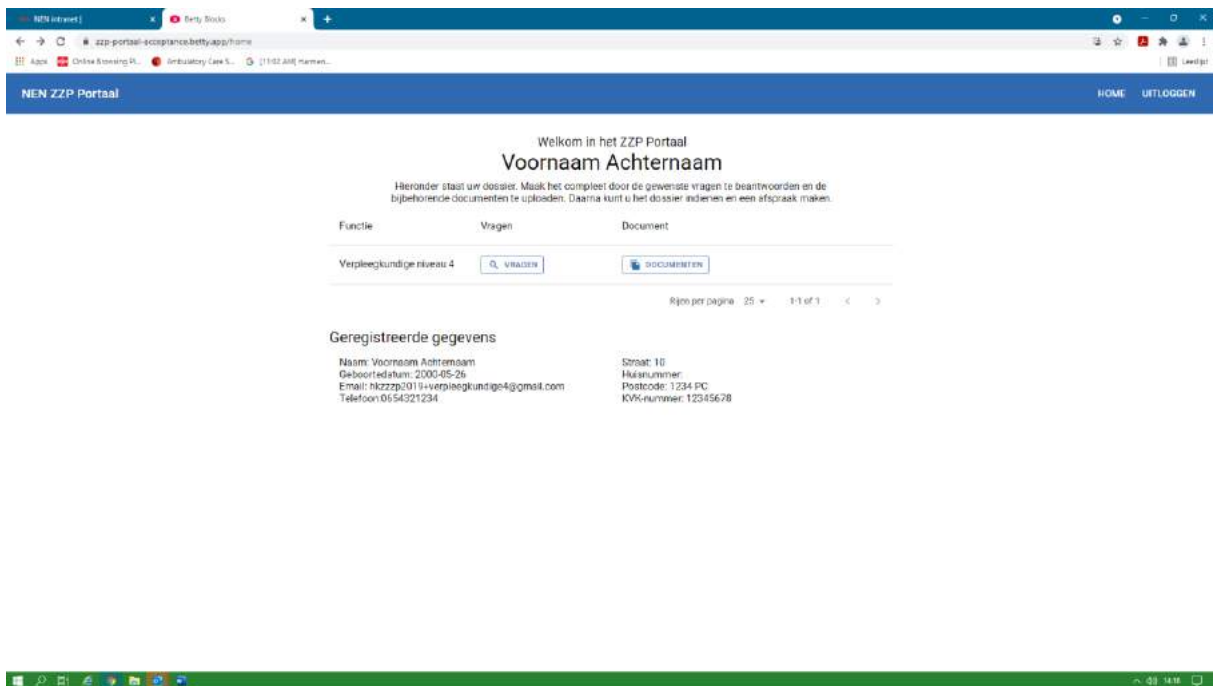 NEN intranet |
Betty Blocks
zzp-portaal-acceptance.betty.app/home
Apps
Online Browsing Pl...
Ambulatory Care S...
Leeslijst
NEN ZZP Portaal
HOME UITLOGGEN
Welkom in het ZZP Portaal
Voornaam Achternaam
Hieronder staat uw dossier. Maak het compleet door de gewenste vragen te beantwoorden en de
bijbehorende documenten te uploaden. Daarna kunt u het dossier indienen en een afspraak maken.
Functie Vragen Document
Verpleegkundige niveau 4 VRAGEN DOCUMENTEN
Rijen per pagina 25 1-1 of 1
Geregistreerde gegevens
Naam: Voornaam Achternaam
Geboortedatum: 2000-05-26
Email: hkzzzp2019+verpleegkundige4@gmail.com
Telefoon:0654321234
Straat: 10
Huisnummer:
Postcode: 1234 PC
KVK-nummer: 12345678
14:16